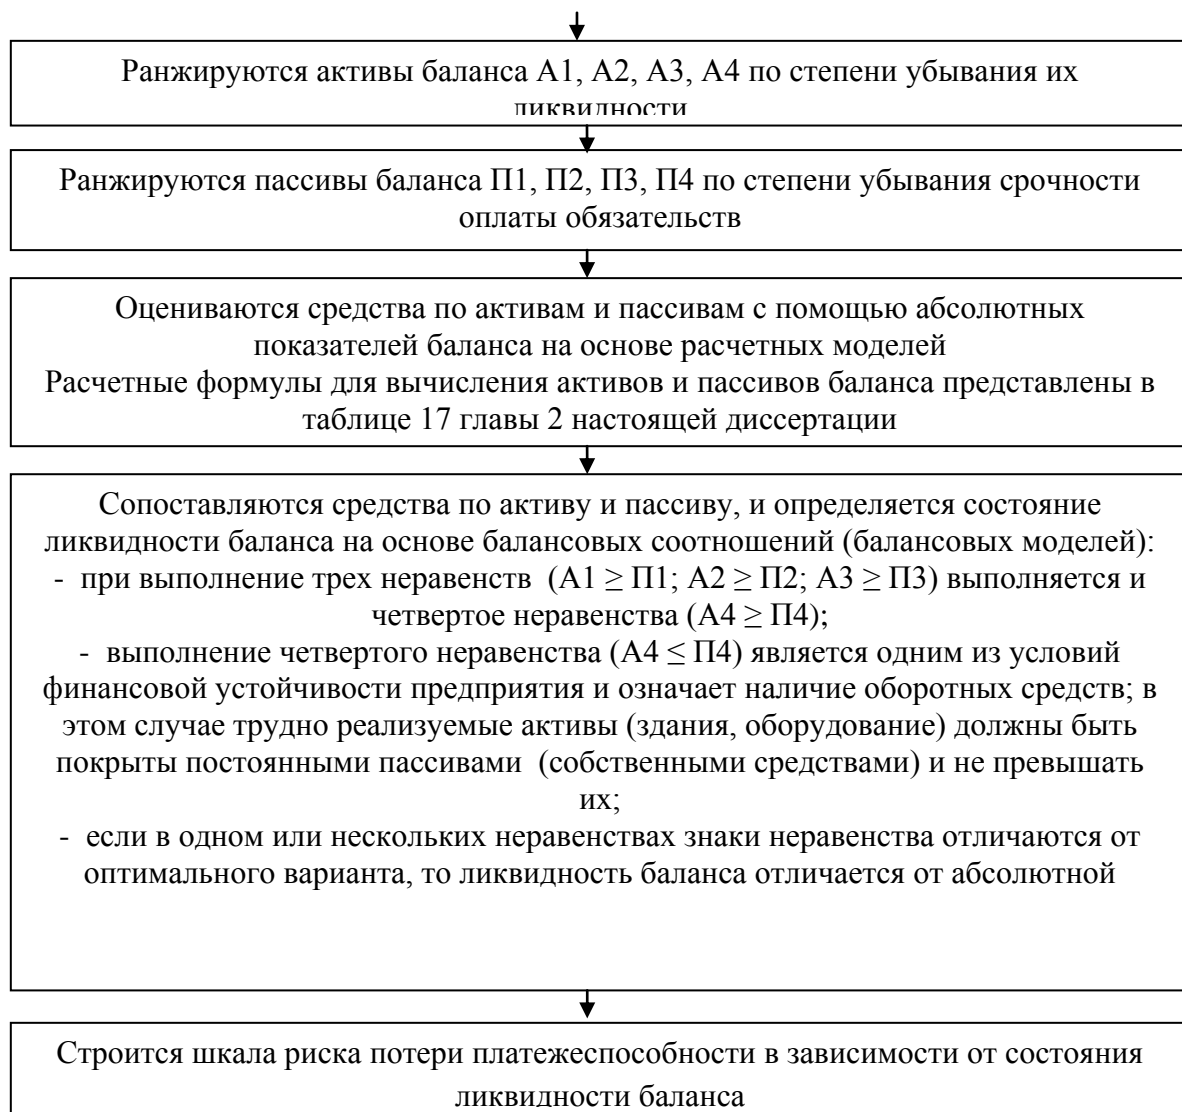 Ранжируются активы баланса А1, А2, А3, А4 по степени убывания их
ликвидности
Ранжируются пассивы баланса П1, П2, П3, П4 по степени убывания срочности
оплаты обязательств
Оцениваются средства по активам и пассивам с помощью абсолютных
показателей баланса на основе расчетных моделей
Расчетные формулы для вычисления активов и пассивов баланса представлены в
таблице 17 главы 2 настоящей диссертации
Сопоставляются средства по активу и пассиву, и определяется состояние
ликвидности баланса на основе балансовых соотношений (балансовых моделей):
- при выполнение трех неравенств (А1 ≥ П1; А2 ≥ П2; А3 ≥ П3) выполняется и
четвертое неравенства (А4 ≥ П4);
- выполнение четвертого неравенства (А4 ≤ П4) является одним из условий
финансовой устойчивости предприятия и означает наличие оборотных средств; в
этом случае трудно реализуемые активы (здания, оборудование) должны быть
покрыты постоянными пассивами (собственными средствами) и не превышать
их;
- если в одном или нескольких неравенствах знаки неравенства отличаются от
оптимального варианта, то ликвидность баланса отличается от абсолютной
Строится шкала риска потери платежеспособности в зависимости от состояния
ликвидности баланса